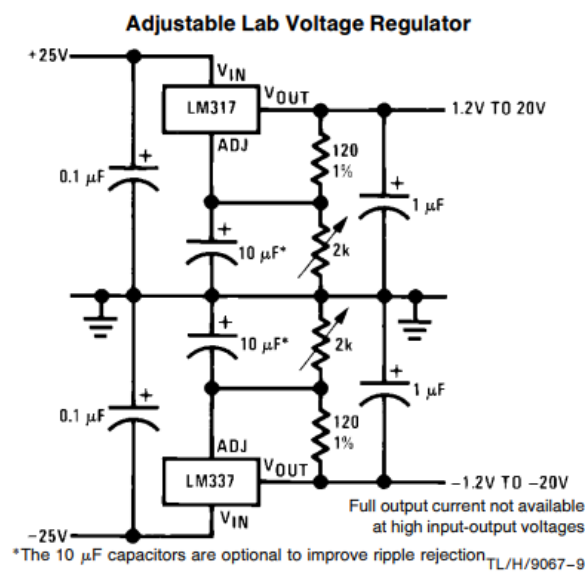 Adjustable Lab Voltage Regulator
+25V
VIN
LM317
VOUT
1.2V TO 20V
ADJ
120
1%
+
0.1 μF
+
1 μF
+
10 μF*
2k
+
10 μF*
2k
+
0.1 μF
+
1 μF
120
1%
ADJ
LM337
VOUT
−1.2V TO −20V
VIN
−25V
Full output current not available
at high input-output voltages
*The 10 μF capacitors are optional to improve ripple rejection
TL/H/9067–9